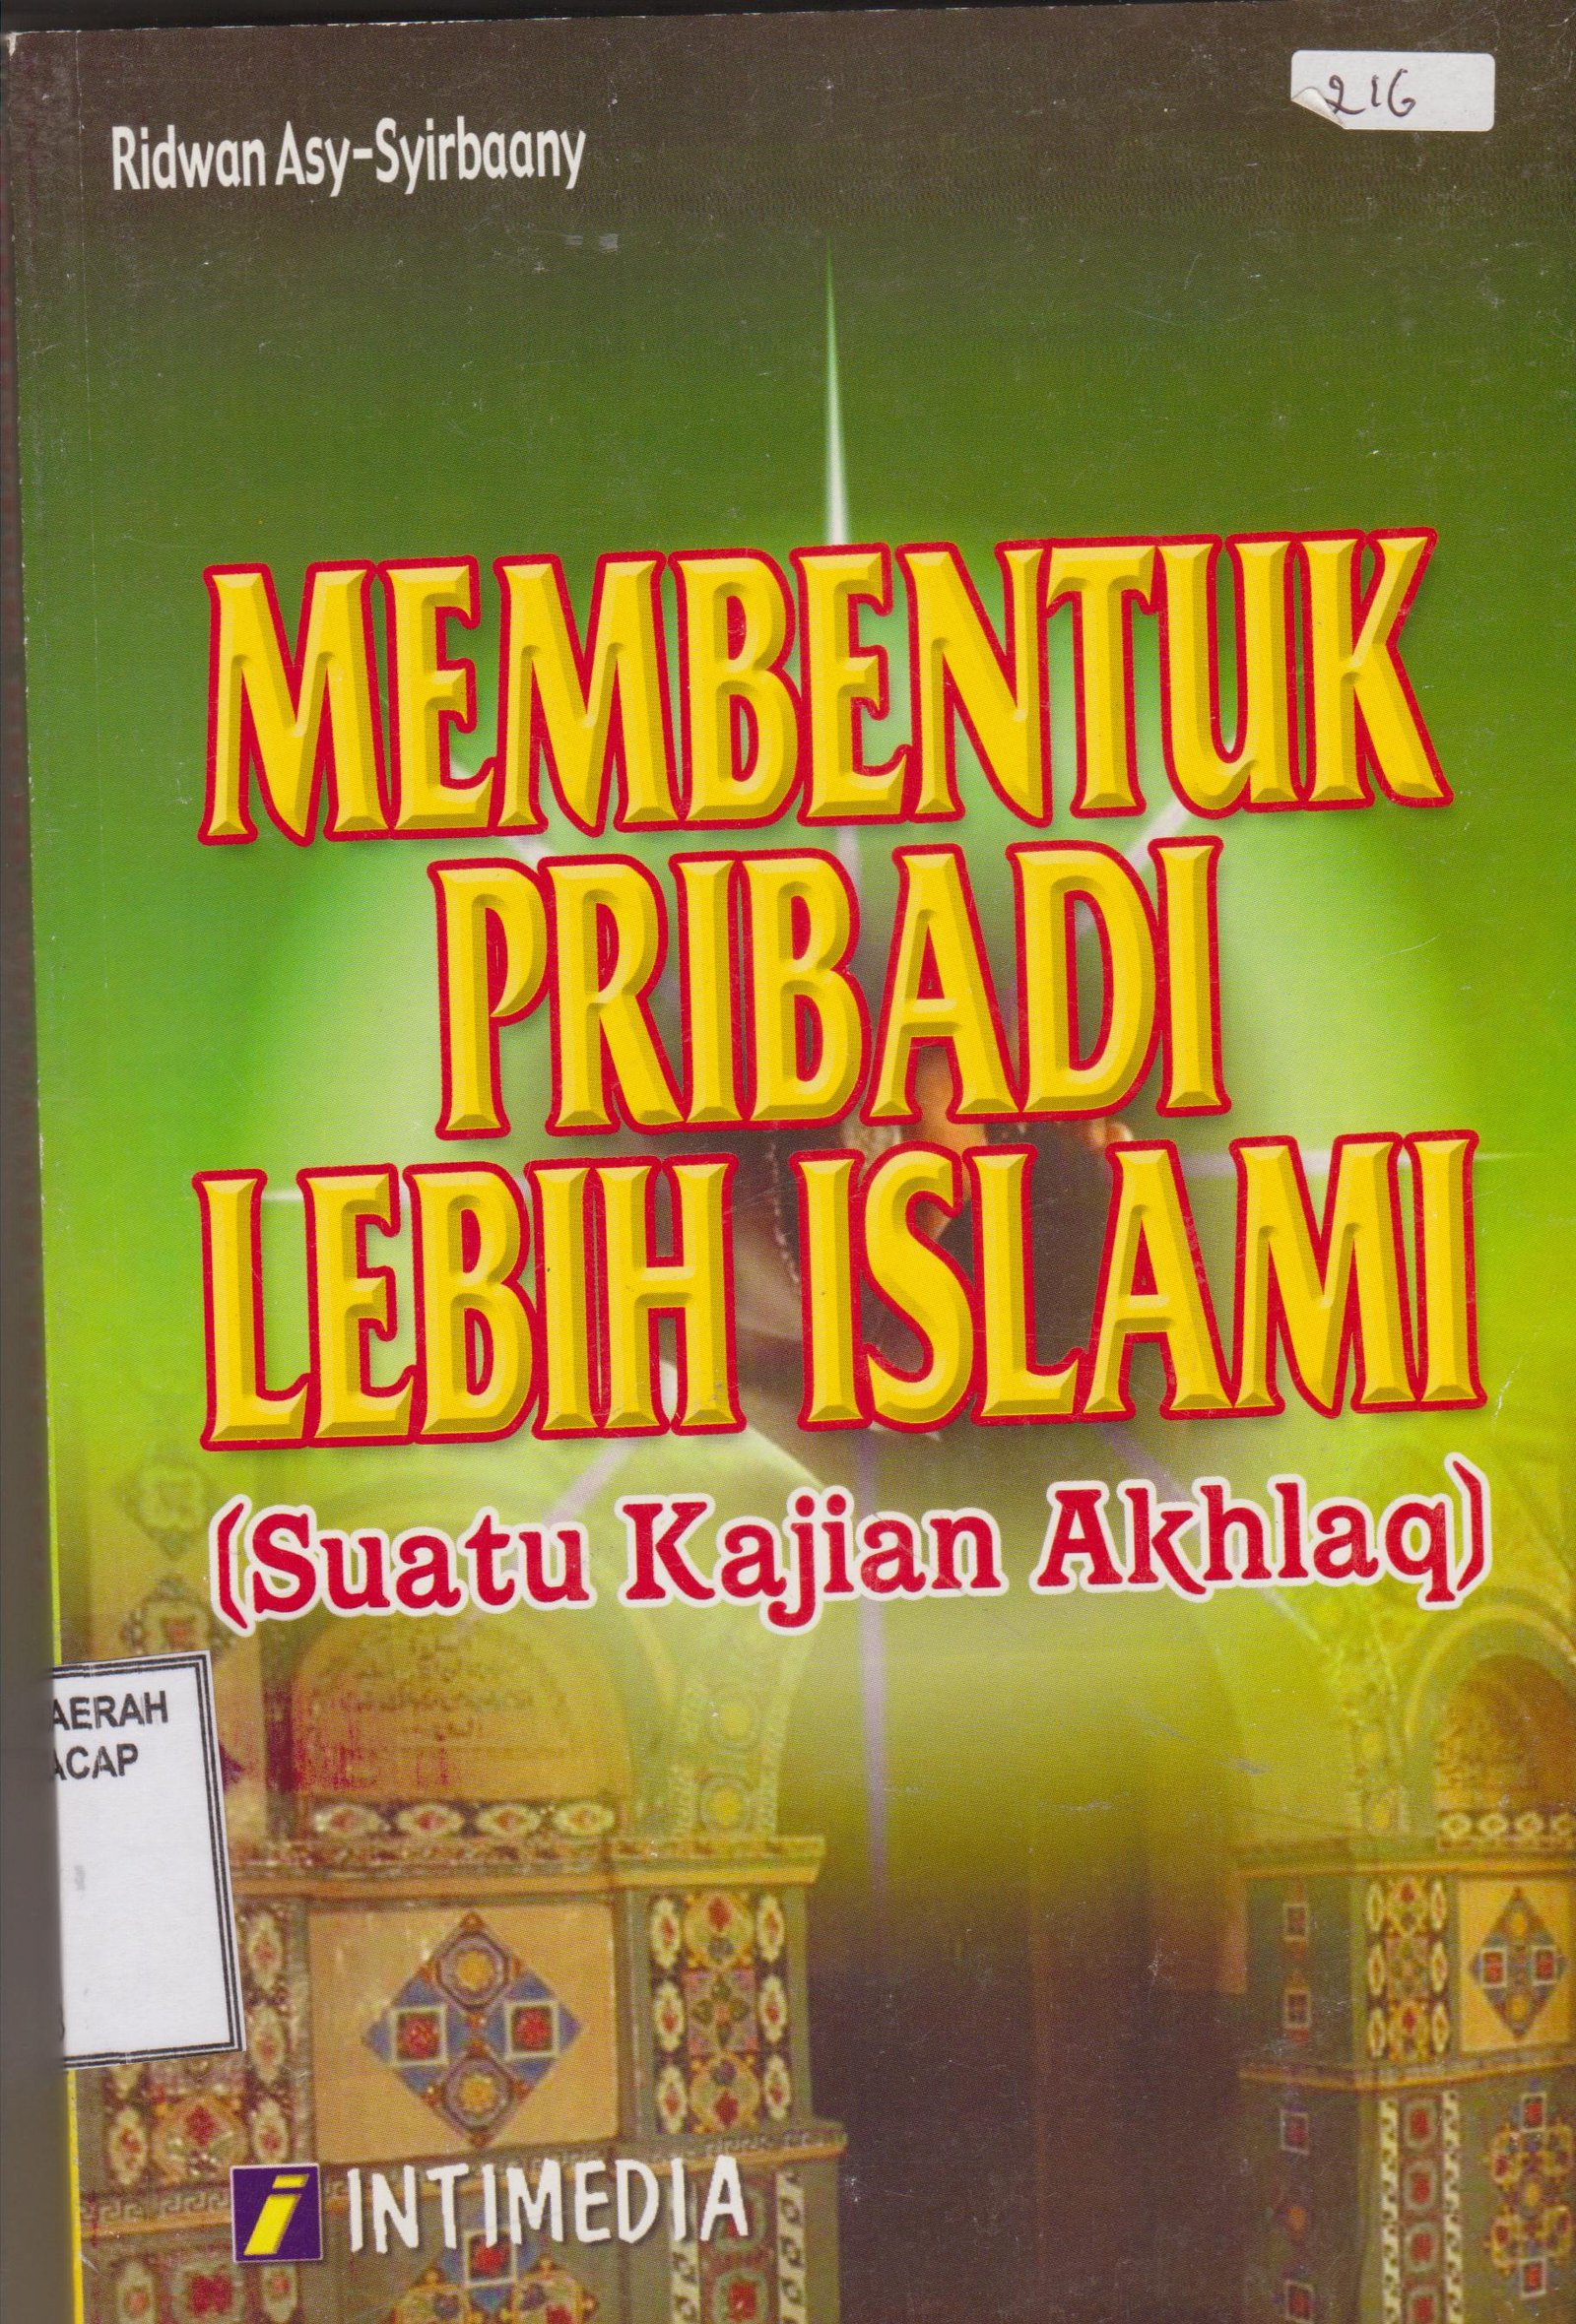 216
Ridwan Asy-Syirbaany
MEMBENTUK
PRIBADI
LEBIH ISLAMI
(Suatu Kajian Akhlaq)
AERAH
ACAP
i INTIMEDIA